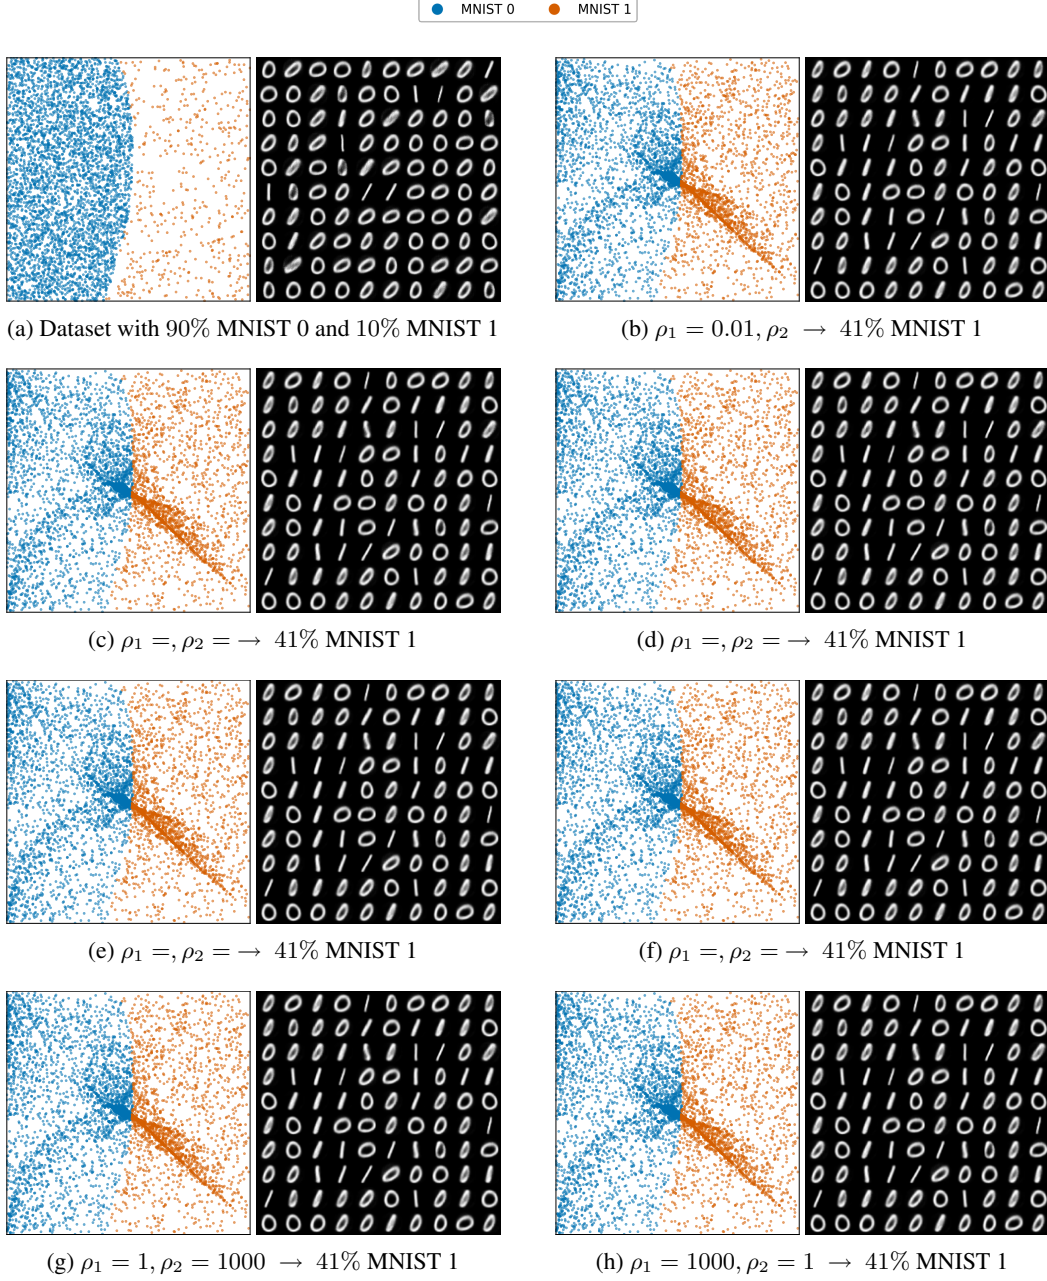 MNIST 0 MNIST 1
(a) Dataset with 90% MNIST 0 and 10% MNIST 1
(b) ρ₁ = 0.01, ρ₂ → 41% MNIST 1
(c) ρ₁ =, ρ₂ = → 41% MNIST 1
(d) ρ₁ =, ρ₂ = → 41% MNIST 1
(e) ρ₁ =, ρ₂ = → 41% MNIST 1
(f) ρ₁ =, ρ₂ = → 41% MNIST 1
(g) ρ₁ = 1, ρ₂ = 1000 → 41% MNIST 1
(h) ρ₁ = 1000, ρ₂ = 1 → 41% MNIST 1